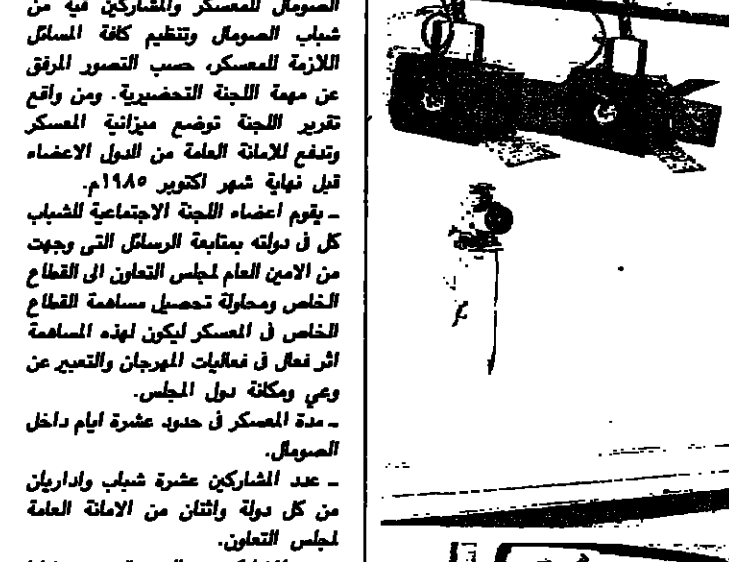 الصومال للمعسكر والمشاركين فيه من
شباب الصومال وتنظيم كافة المسائل
اللازمة للمعسكر، حسب التصور المرفق
عن مهمة اللجنة التحضيرية. ومن واقع
تقرير اللجنة توضع ميزانية المعسكر
وتدفع للامانة العامة من الدول الاعضاء
قبل نهاية شهر اكتوبر ١٩٨٥م.
ـ يقوم اعضاء اللجنة الاجتماعية للشباب
كل فى دولته بمتابعة الرسائل التى وجهت
من الامين العام لمجلس التعاون الى القطاع
الخاص ومحاولة تحصيل مساهمة القطاع
الخاص فى المعسكر ليكون لهذه المساهمة
اثر فعال فى فعاليات المهرجان والتعبير عن
وعي ومكانة دول المجلس.
ـ مدة المعسكر فى حدود عشرة ايام داخل
الصومال.
ـ عدد المشاركين عشرة شباب واداريان
من كل دولة واثنان من الامانة العامة
لمجلس التعاون.